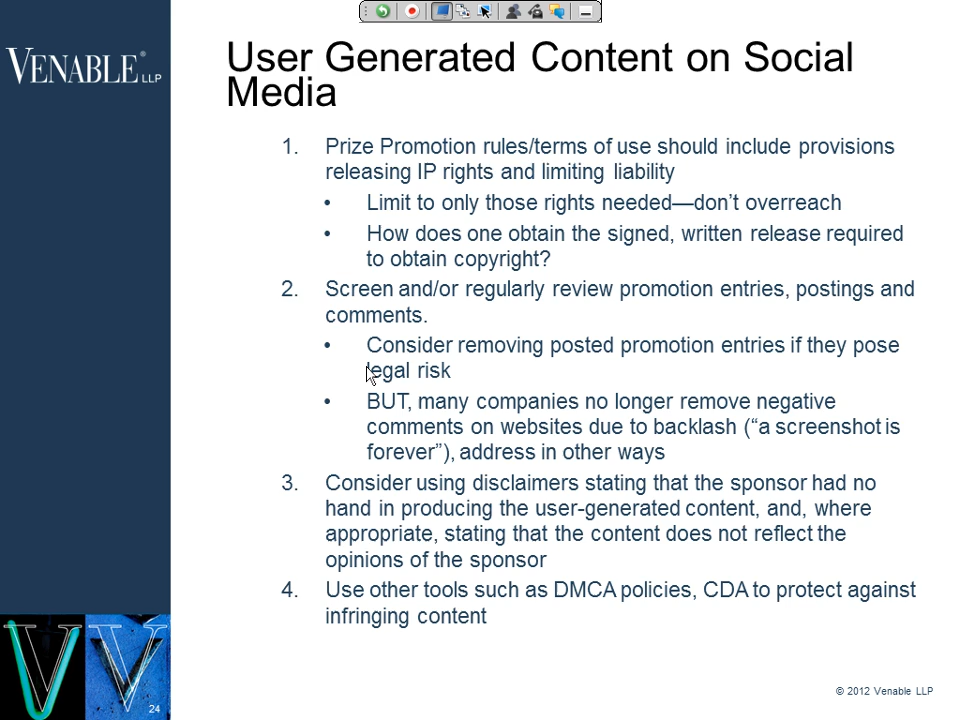 VENABLE® LLP
User Generated Content on Social
Media
1. Prize Promotion rules/terms of use should include provisions
releasing IP rights and limiting liability
• Limit to only those rights needed—don’t overreach
• How does one obtain the signed, written release required
to obtain copyright?
2. Screen and/or regularly review promotion entries, postings and
comments.
• Consider removing posted promotion entries if they pose
legal risk
• BUT, many companies no longer remove negative
comments on websites due to backlash (“a screenshot is
forever”), address in other ways
3. Consider using disclaimers stating that the sponsor had no
hand in producing the user-generated content, and, where
appropriate, stating that the content does not reflect the
opinions of the sponsor
4. Use other tools such as DMCA policies, CDA to protect against
infringing content
© 2012 Venable LLP
V V
24